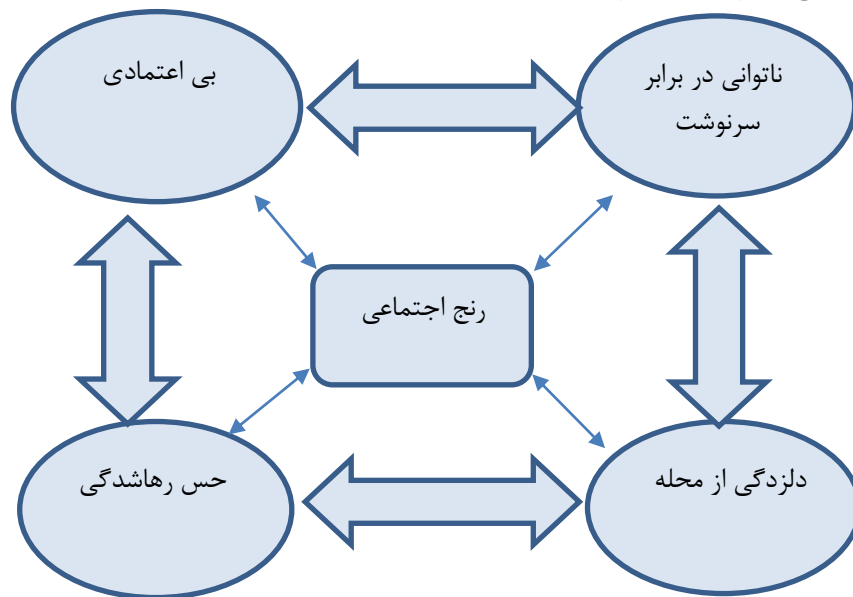 ناتوانی در برابر
سرنوشت
بی اعتمادی
رنج اجتماعی
دلزدگی از محله
حس رهاشدگی